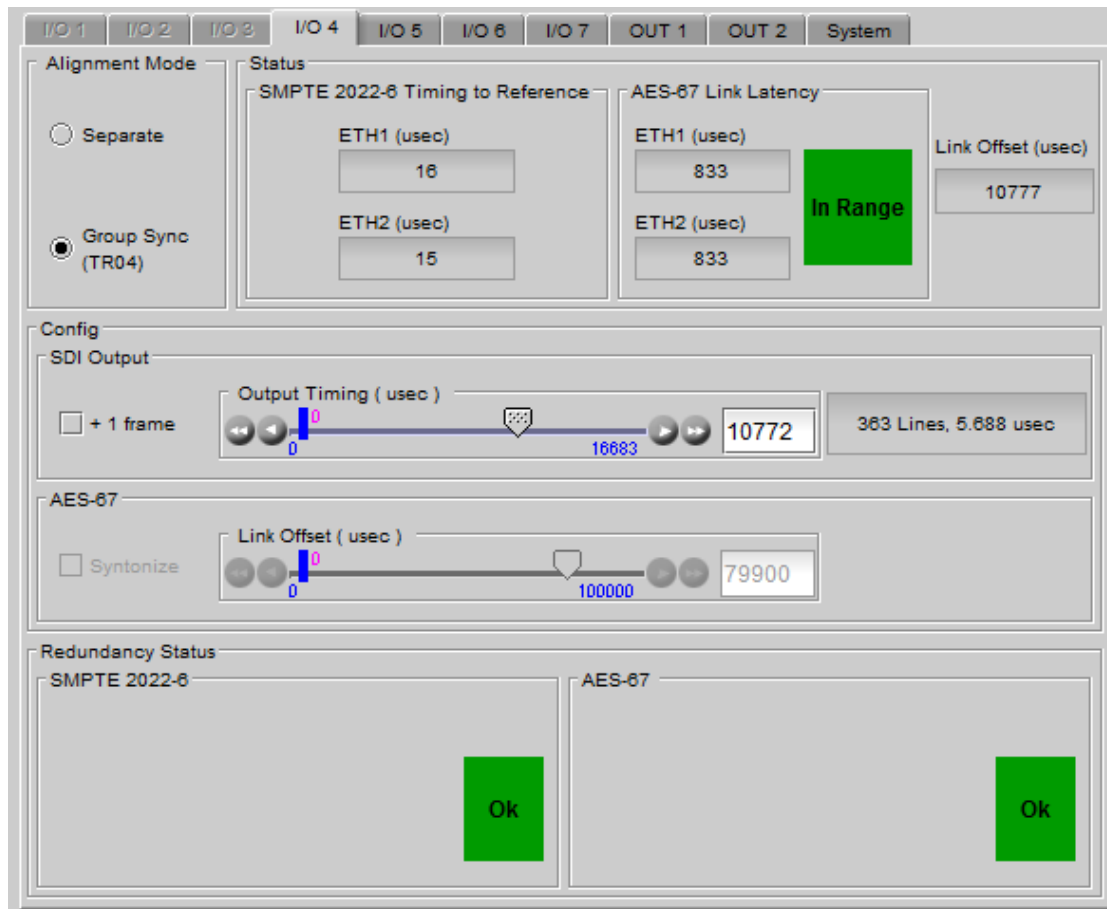 I/O 1 I/O 2 I/O 3 I/O 4 I/O 5 I/O 6 I/O 7 OUT 1 OUT 2 System
Alignment Mode
Separate
Group Sync
(TR04)
Status
SMPTE 2022-6 Timing to Reference
ETH1 (usec)
16
ETH2 (usec)
15
AES-67 Link Latency
ETH1 (usec)
833
ETH2 (usec)
833
In Range
Link Offset (usec)
10777
Config
SDI Output
+ 1 frame
Output Timing ( usec )
0
0
16683
10772
363 Lines, 5.688 usec
AES-67
Syntonize
Link Offset ( usec )
0
0
100000
79900
Redundancy Status
SMPTE 2022-6
Ok
AES-67
Ok